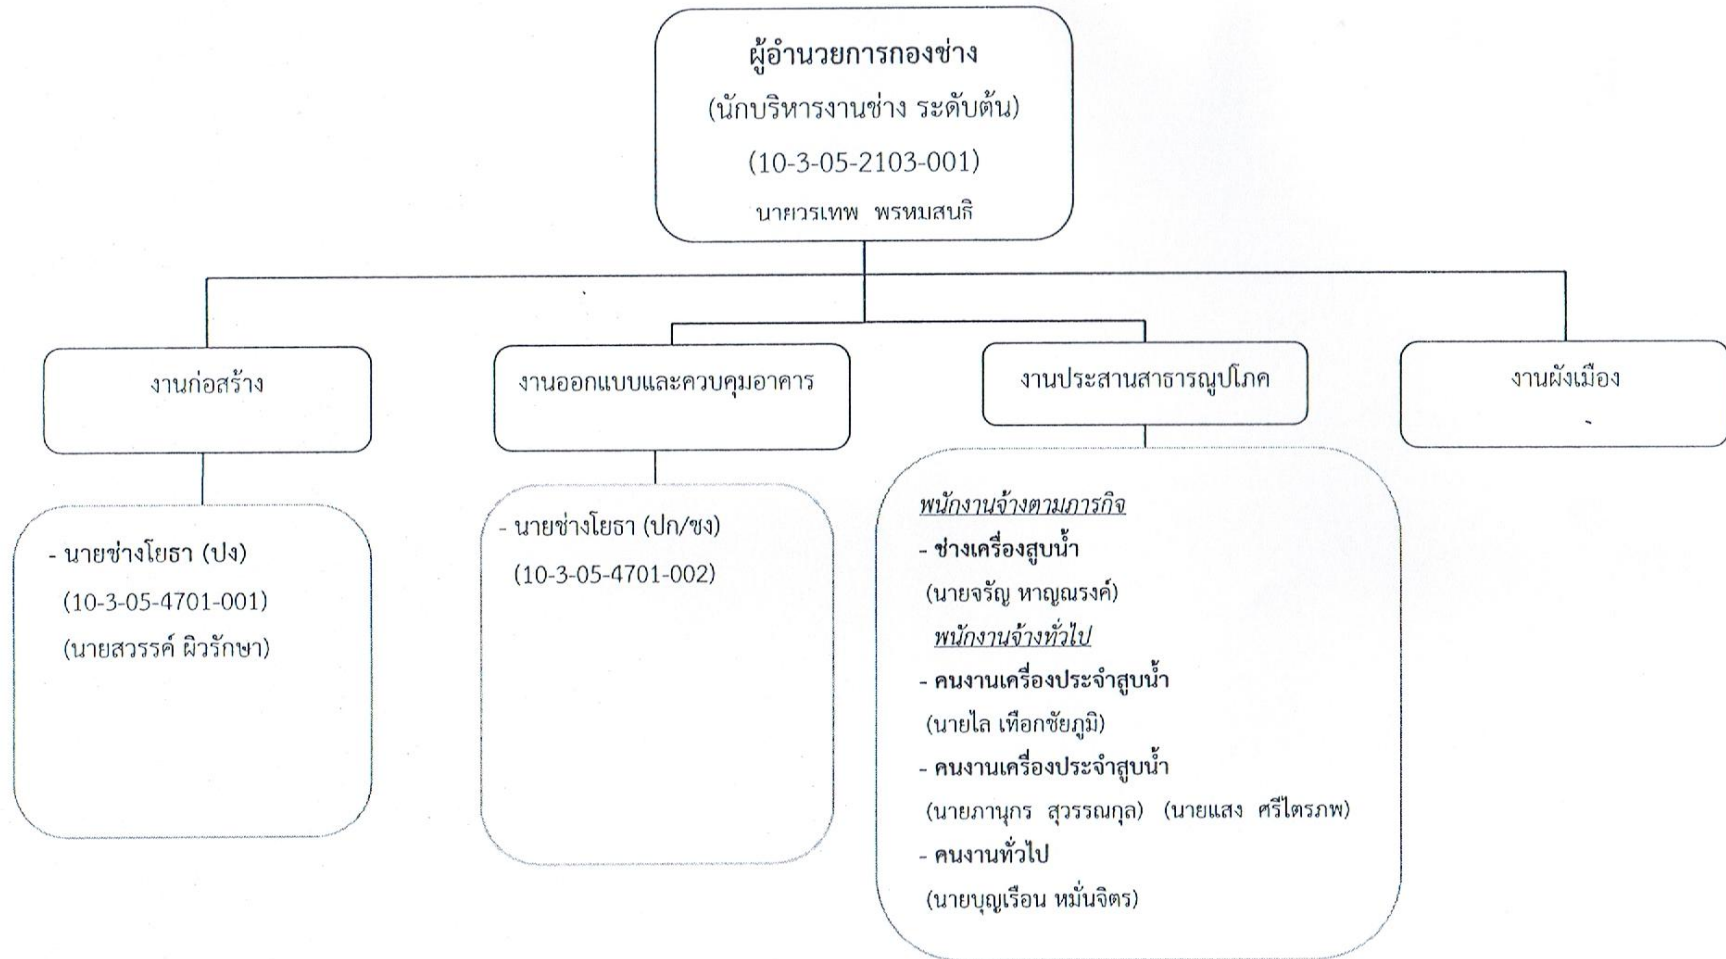 ผู้อำนวยการกองช่าง
(นักบริหารงานช่าง ระดับต้น)
(10-3-05-2103-001)
นายวรเทพ พรหมสนธิ
งานก่อสร้าง
งานออกแบบและควบคุมอาคาร
งานประสานสาธารณูปโภค
งานผังเมือง
- นายช่างโยธา (ปง)
(10-3-05-4701-001)
(นายสวรรค์ ผิวรักษา)
- นายช่างโยธา (ปก/ชง)
(10-3-05-4701-002)
พนักงานจ้างตามภารกิจ
- ช่างเครื่องสูบน้ำ
(นายจรัญ หาญณรงค์)
พนักงานจ้างทั่วไป
- คนงานเครื่องประจำสูบน้ำ
(นายไล เทือกชัยภูมิ)
- คนงานเครื่องประจำสูบน้ำ
(นายภานุกร สุวรรณกุล) (นายแสง ศรีไตรภพ)
- คนงานทั่วไป
(นายบุญเรือน หมั่นจิตร)